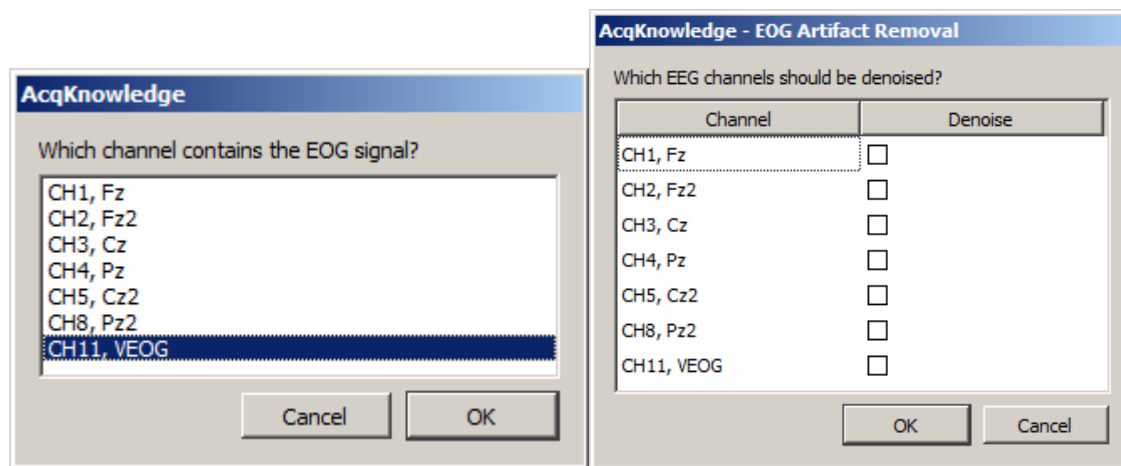 AcqKnowledge
Which channel contains the EOG signal?
CH1, Fz
CH2, Fz2
CH3, Cz
CH4, Pz
CH5, Cz2
CH8, Pz2
CH11, VEOG
Cancel OK
AcqKnowledge - EOG Artifact Removal
Which EEG channels should be denoised?
Channel Denoise
CH1, Fz
CH2, Fz2
CH3, Cz
CH4, Pz
CH5, Cz2
CH8, Pz2
CH11, VEOG
OK Cancel